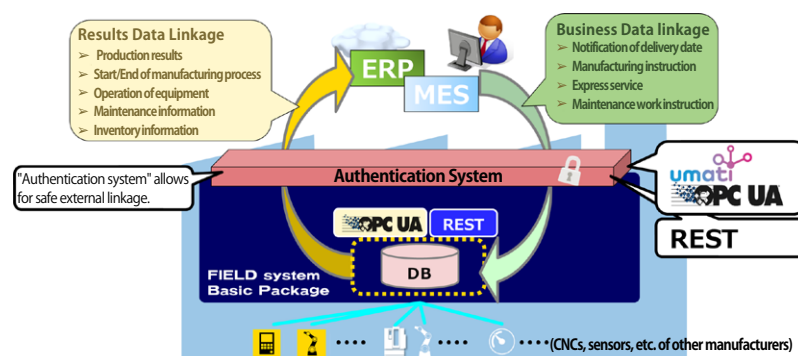 Results Data Linkage
➢ Production results
➢ Start/End of manufacturing process
➢ Operation of equipment
➢ Maintenance information
➢ Inventory information
ERP
MES
Business Data linkage
➢ Notification of delivery date
➢ Manufacturing instruction
➢ Express service
➢ Maintenance work instruction
"Authentication system" allows
for safe external linkage.
Authentication System
umati
OPC UA
REST
OPC UA
REST
DB
FIELD system
Basic Package
(CNCs, sensors, etc. of other manufacturers)